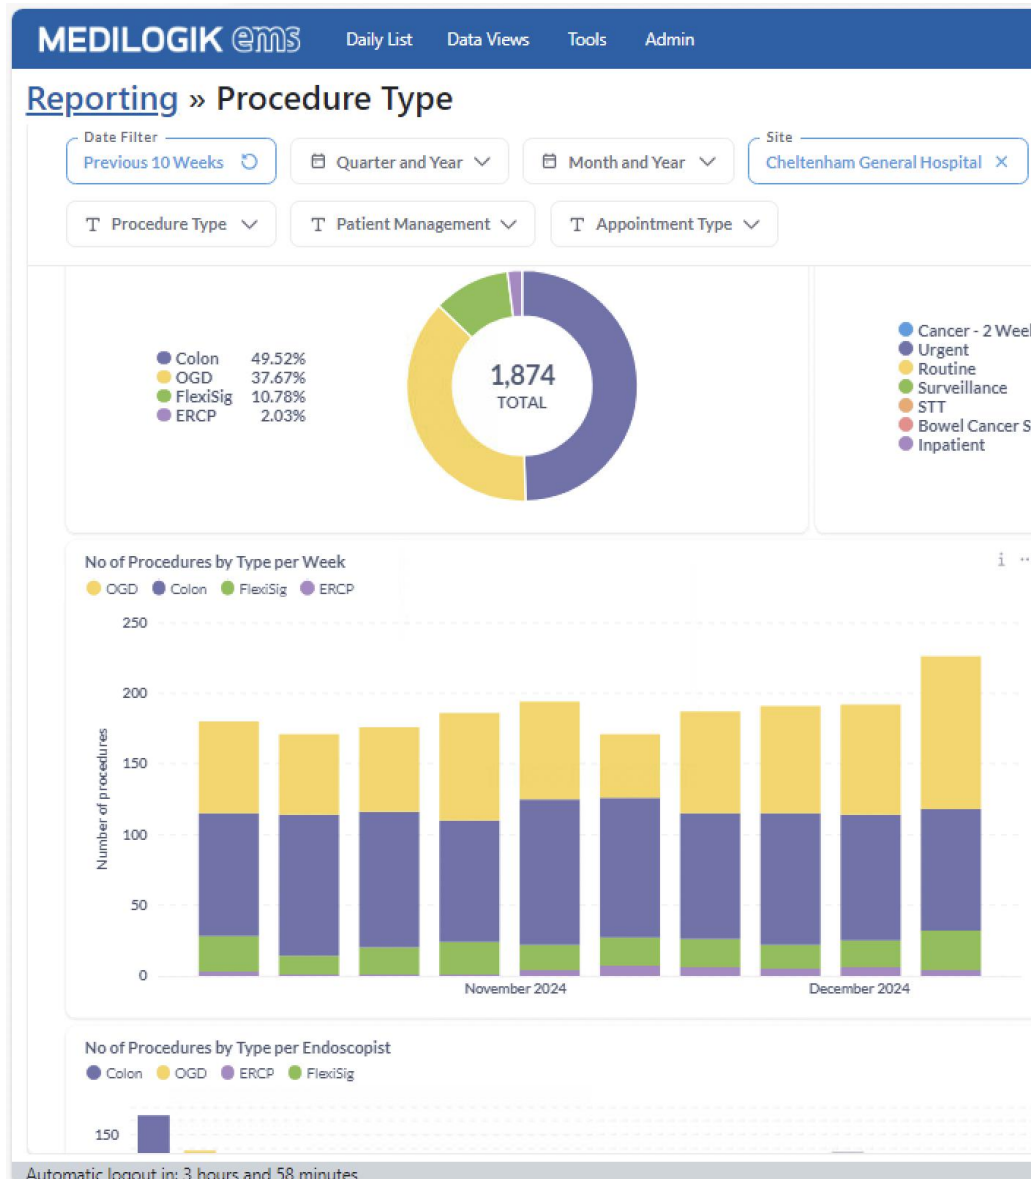 MEDILOGIK ems Daily List Data Views Tools Admin
Reporting » Procedure Type
Date Filter
Previous 10 Weeks
Quarter and Year
Month and Year
Site
Cheltenham General Hospital ×
T Procedure Type
T Patient Management
T Appointment Type
Colon 49.52%
OGD 37.67%
FlexiSig 10.78%
ERCP 2.03%
1,874
TOTAL
Cancer - 2 Week
Urgent
Routine
Surveillance
STT
Bowel Cancer S
Inpatient
No of Procedures by Type per Week
OGD Colon FlexiSig ERCP
250
200
150
100
50
0
Number of procedures
November 2024 December 2024
No of Procedures by Type per Endoscopist
Colon OGD ERCP FlexiSig
150
Automatic logout in: 3 hours and 58 minutes